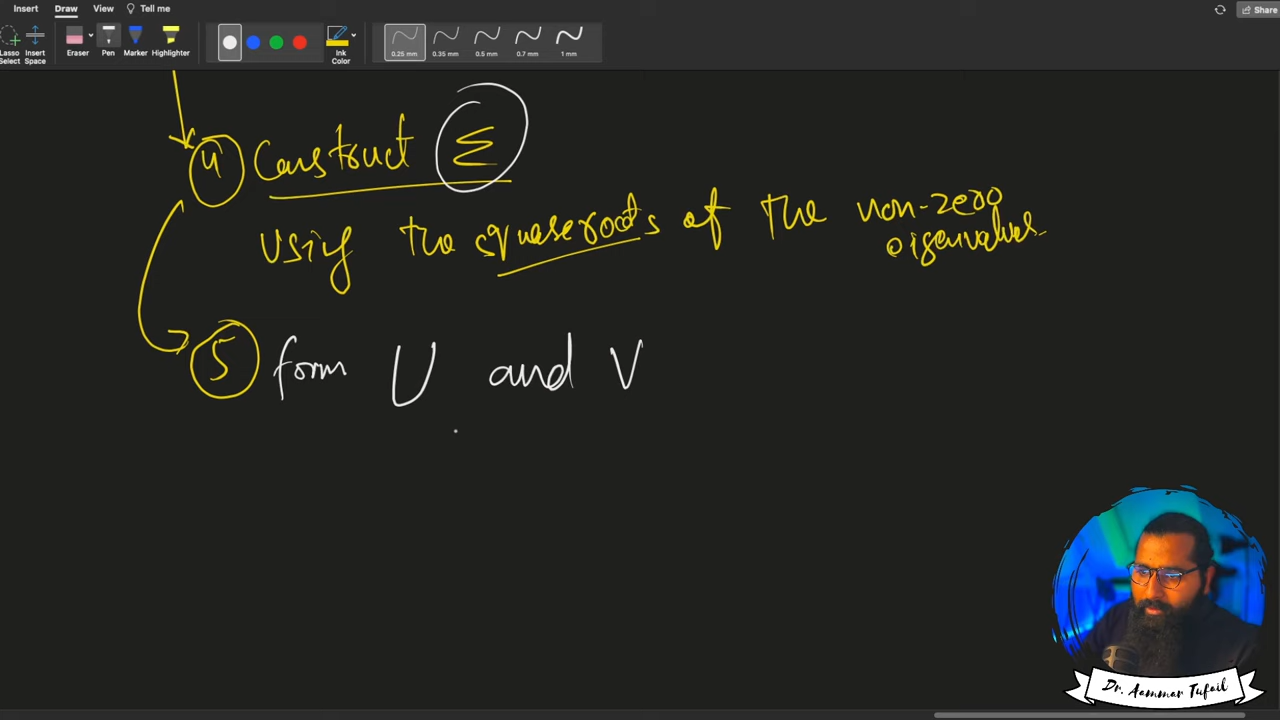 Insert Draw View Tell me
Share
Lasso Select
Insert Space
Eraser
Pen
Marker
Highlighter
Ink Color
0.25 mm
0.35 mm
0.5 mm
0.7 mm
1 mm
4 Construct Σ
Using the squareroots of the non-zero
eigenvalues
5 form U and V
Dr. Aammar Tufail